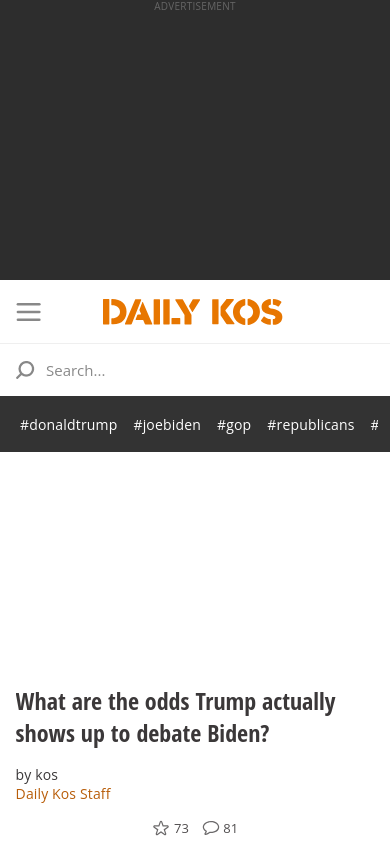 ADVERTISEMENT
DAILY KOS
Search...
#donaldtrump #joebiden #gop #republicans #
What are the odds Trump actually
shows up to debate Biden?
by kos
Daily Kos Staff
73 81